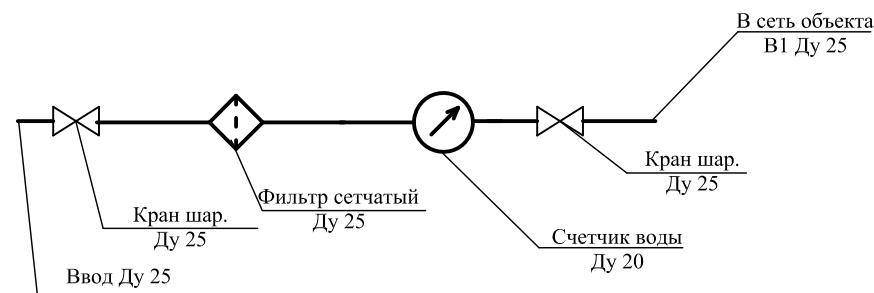 В сеть объекта
В1 Ду 25
Кран шар.
Ду 25
Фильтр сетчатый
Ду 25
Кран шар.
Ду 25
Счетчик воды
Ду 20
Ввод Ду 25